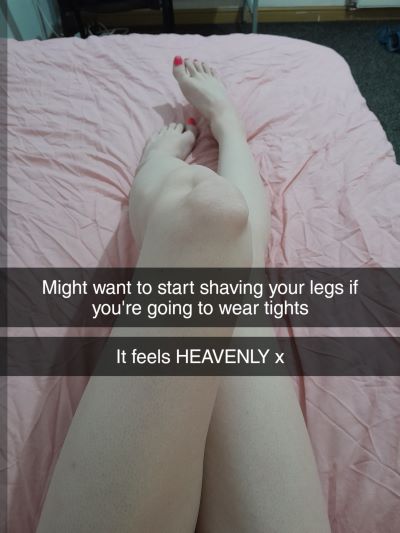 Might want to start shaving your legs if
you're going to wear tights
It feels HEAVENLY x